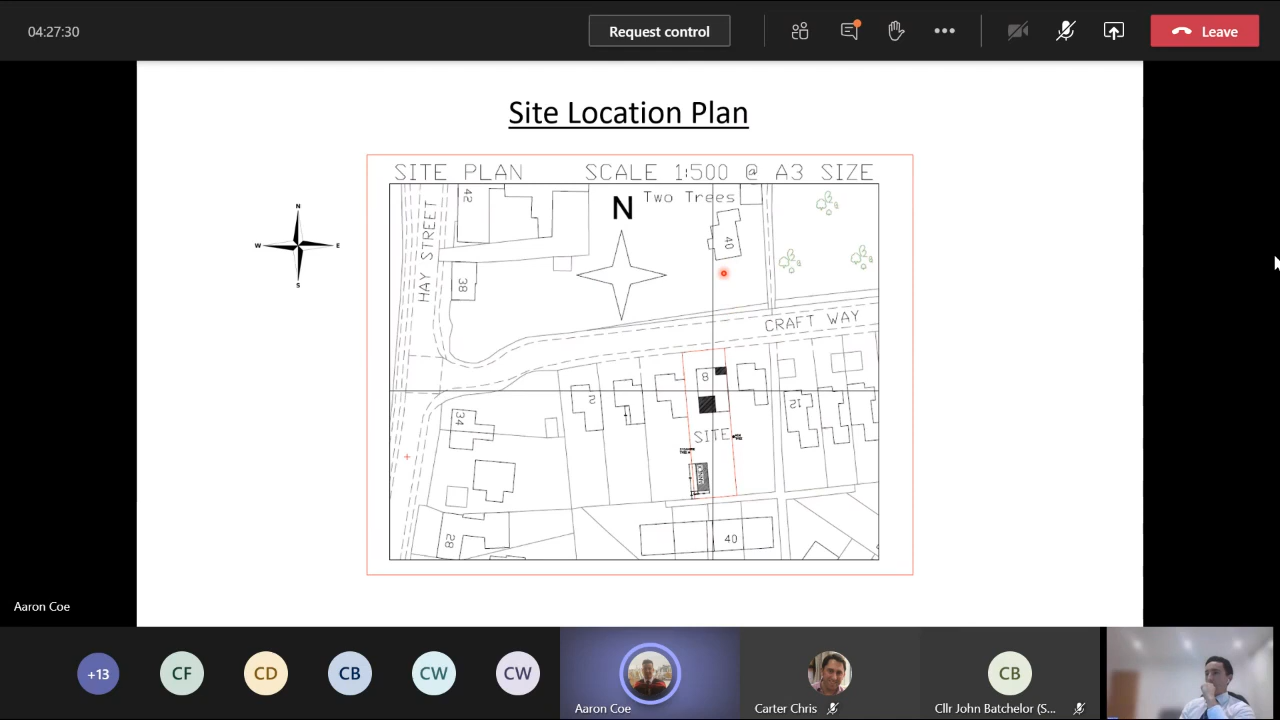 04:27:30
Request control
Leave
Site Location Plan
SITE PLAN SCALE 1:500 @ A3 SIZE
N
W E
S
N
Two Trees
HAY STREET
42
40
38
CRAFT WAY
8
2
12
34
SITE
28
40
Aaron Coe
+13
CF
CD
CB
CW
CW
Aaron Coe
Carter Chris
CB
Cllr John Batchelor (S...